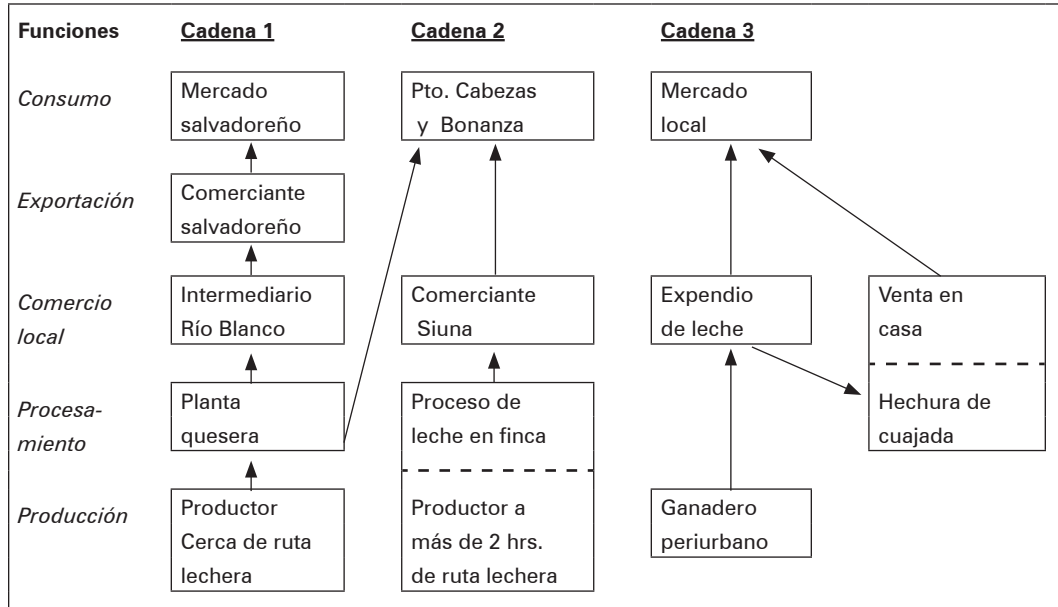 Funciones Cadena 1 Cadena 2 Cadena 3
Consumo
Mercado
salvadoreño
Pto. Cabezas
y Bonanza
Mercado
local
Exportación
Comerciante
salvadoreño
Comercio
local
Intermediario
Río Blanco
Comerciante
Siuna
Expendio
de leche
Venta en
casa
Procesa-
miento
Planta
quesera
Proceso de
leche en finca
Hechura de
cuajada
Producción
Productor
Cerca de ruta
lechera
Productor a
más de 2 hrs.
de ruta lechera
Ganadero
periurbano